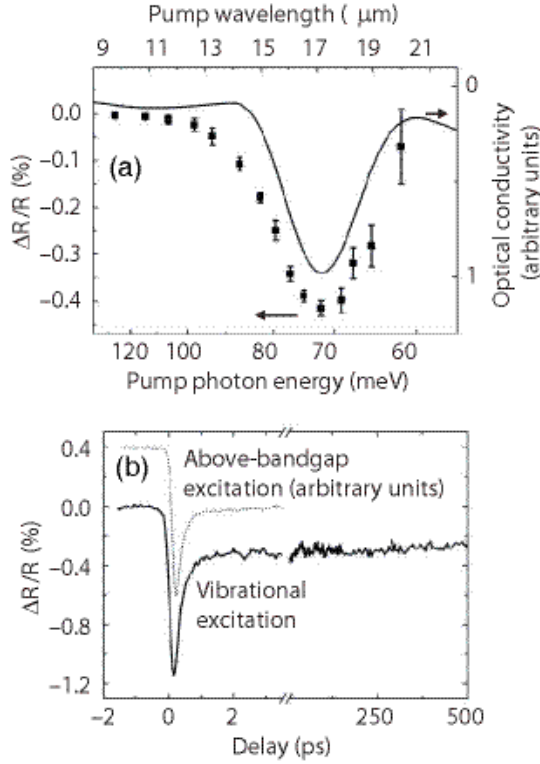 Pump wavelength ( μm)
9 11 13 15 17 19 21
0.0
−0.1
−0.2
−0.3
−0.4
ΔR/R (%)
(a)
0
1
Optical conductivity
(arbitrary units)
120 100 80 70 60
Pump photon energy (meV)
0.4
0.0
−0.4
−0.8
−1.2
ΔR/R (%)
(b)
Above-bandgap
excitation (arbitrary units)
Vibrational
excitation
−2 0 2 250 500
Delay (ps)